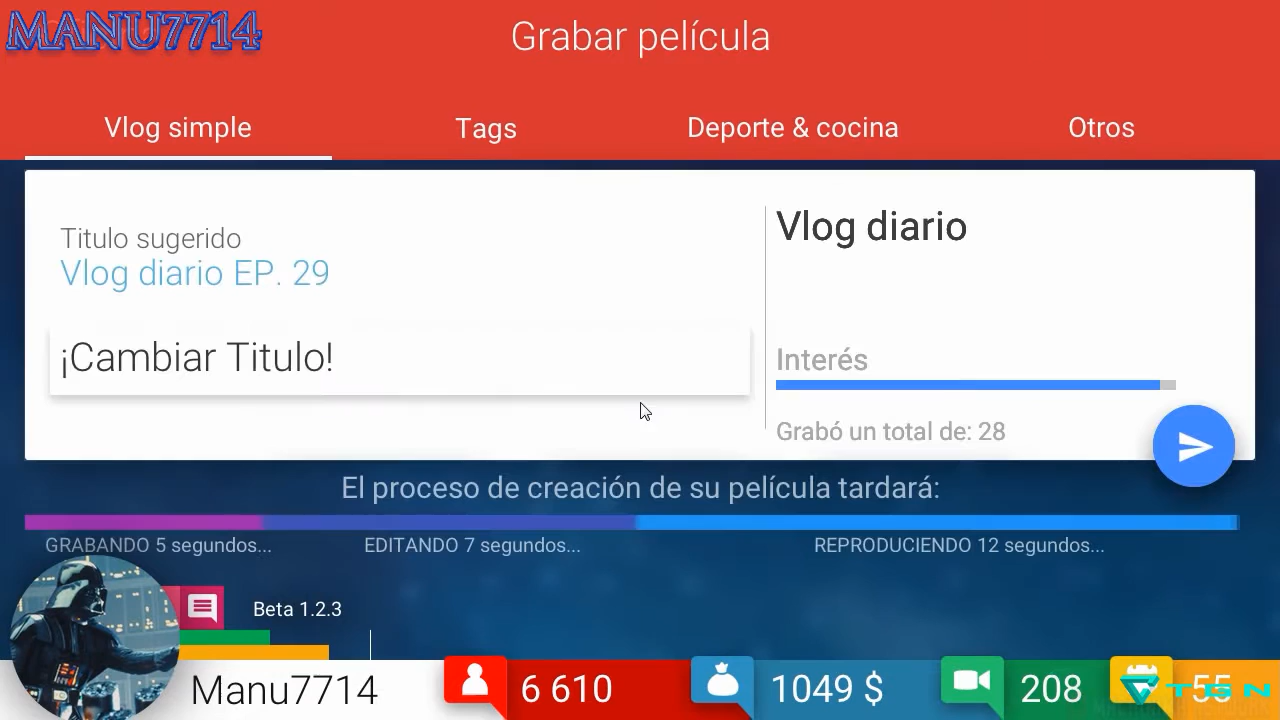 MANU7714
Grabar película
Vlog simple
Tags
Deporte & cocina
Otros
Titulo sugerido
Vlog diario EP. 29
¡Cambiar Titulo!
Vlog diario
Interés
Grabó un total de: 28
El proceso de creación de su película tardará:
GRABANDO 5 segundos...
EDITANDO 7 segundos...
REPRODUCIENDO 12 segundos...
Beta 1.2.3
Manu7714
6 610
1049 $
208
55
TGN